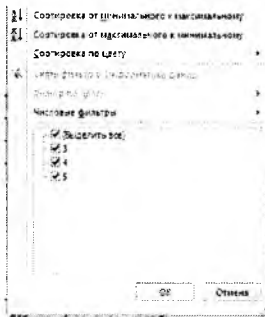 Сортировка от минимального к максимальному
Сортировка от максимального к минимальному
Сортировка по цвету
Числовые фильтры
(Выделить все)
3
4
5
ОК
Отмена